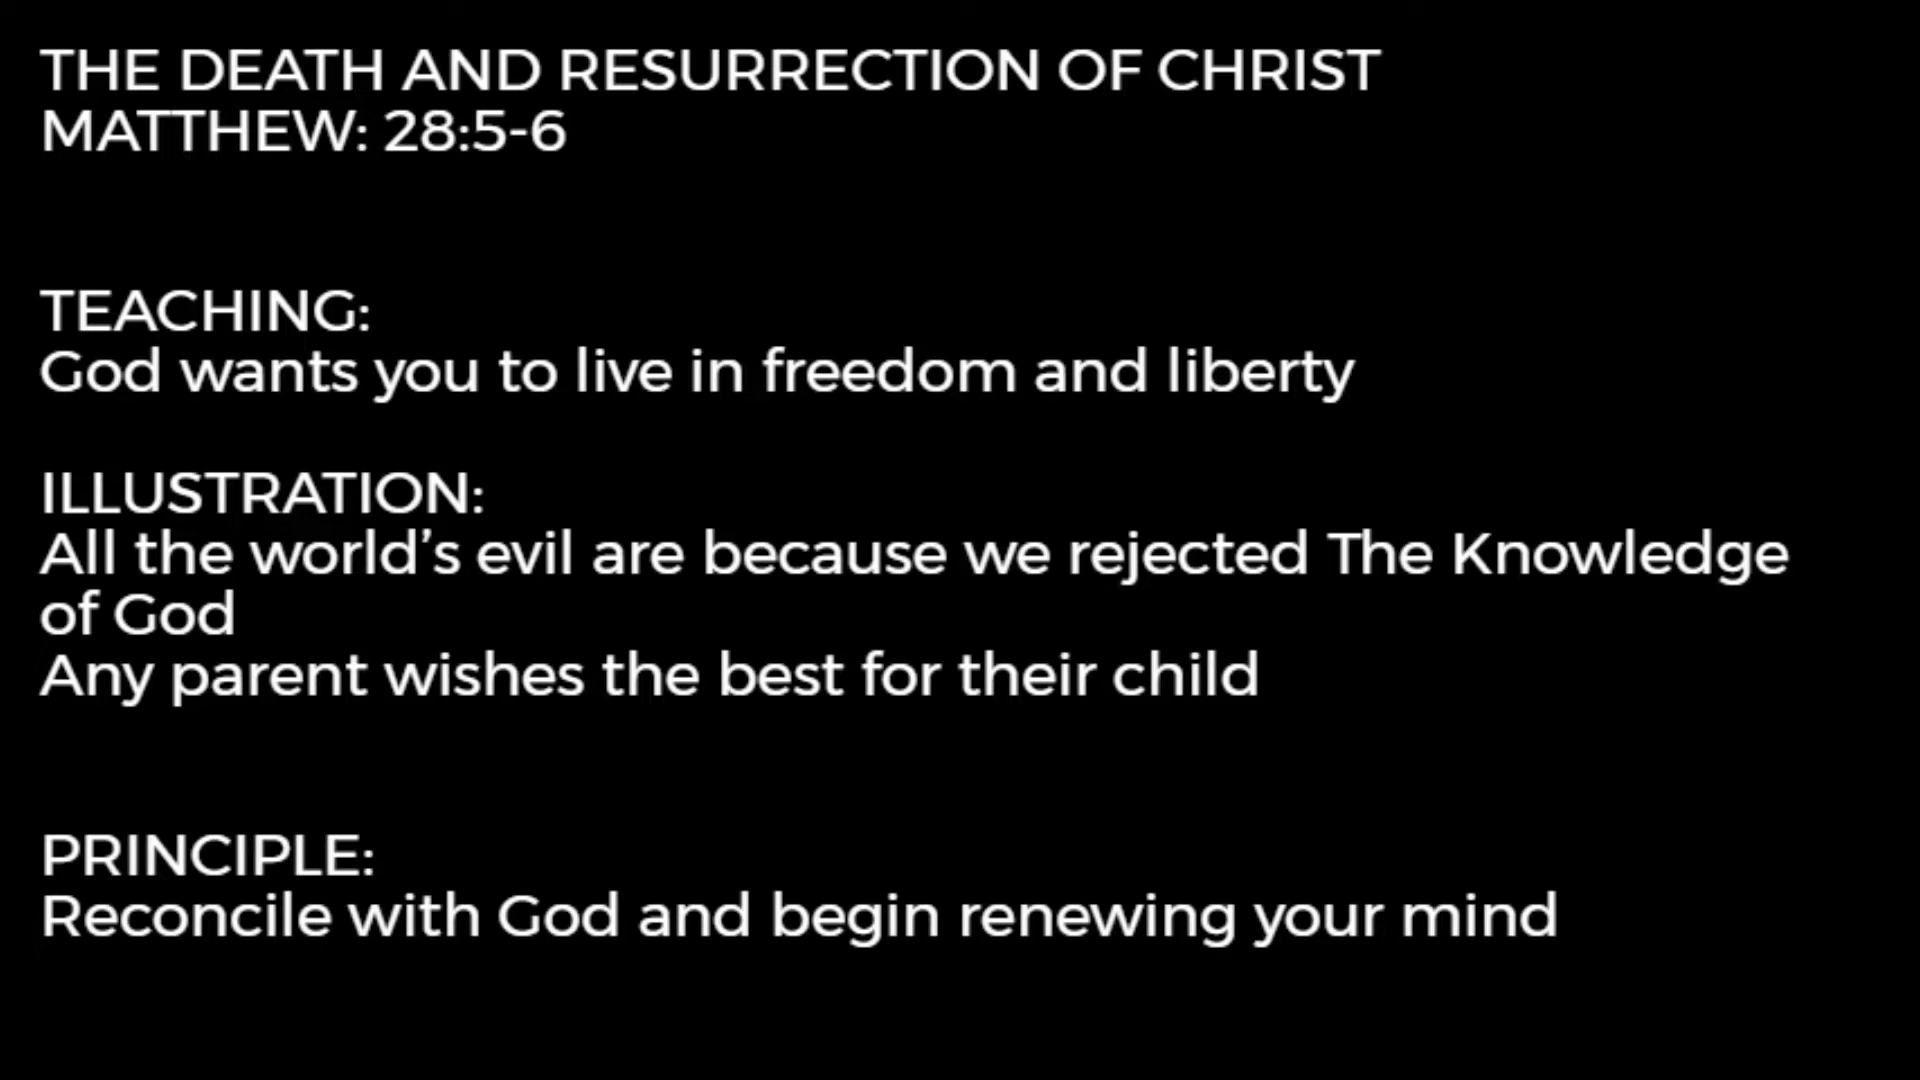 THE DEATH AND RESURRECTION OF CHRIST
MATTHEW: 28:5-6
TEACHING:
God wants you to live in freedom and liberty
ILLUSTRATION:
All the world’s evil are because we rejected The Knowledge
of God
Any parent wishes the best for their child
PRINCIPLE:
Reconcile with God and begin renewing your mind